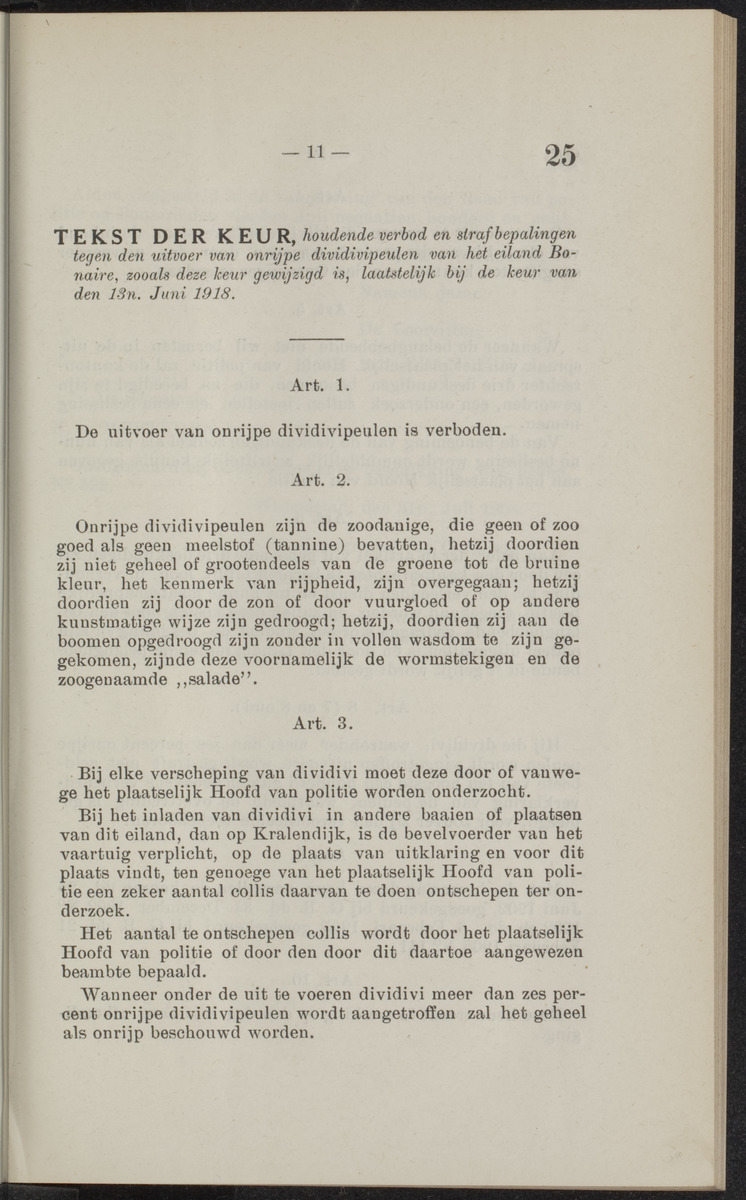 — 11 —
25
TEKST DER KEUR, houdende verbod en strafbepalingen
tegen den uitvoer van onrijpe dividivipeulen van het eiland Bo-
naire, zooals deze keur gewijzigd is, laatstelijk bij de keur van
den 13n. Juni 1918.
Art. 1.
De uitvoer van onrijpe dividivipeulen is verboden.
Art. 2.
Onrijpe dividivipeulen zijn de zoodanige, die geen of zoo
goed als geen meelstof (tannine) bevatten, hetzij doordien
zij niet geheel of grootendeels van de groene tot de bruine
kleur, het kenmerk van rijpheid, zijn overgegaan; hetzij
doordien zij door de zon of door vuurgloed of op andere
kunstmatige wijze zijn gedroogd; hetzij, doordien zij aan de
boomen opgedroogd zijn zonder in vollen wasdom te zijn ge-
gekomen, zijnde deze voornamelijk de wormstekigen en de
zoogenaamde ,,salade".
Art. 3.
Bij elke verscheping van dividivi moet deze door of vanwe-
ge het plaatselijk Hoofd van politie worden onderzocht.
Bij het inladen van dividivi in andere baaien of plaatsen
van dit eiland, dan op Kralendijk, is de bevelvoerder van het
vaartuig verplicht, op de plaats van uitklaring en voor dit
plaats vindt, ten genoege van het plaatselijk Hoofd van poli-
tie een zeker aantal collis daarvan te doen ontschepen ter on-
derzoek.
Het aantal te ontschepen collis wordt door het plaatselijk
Hoofd van politie of door den door dit daartoe aangewezen
beambte bepaald.
Wanneer onder de uit te voeren dividivi meer dan zes per-
cent onrijpe dividivipeulen wordt aangetroffen zal het geheel
als onrijp beschouwd worden.